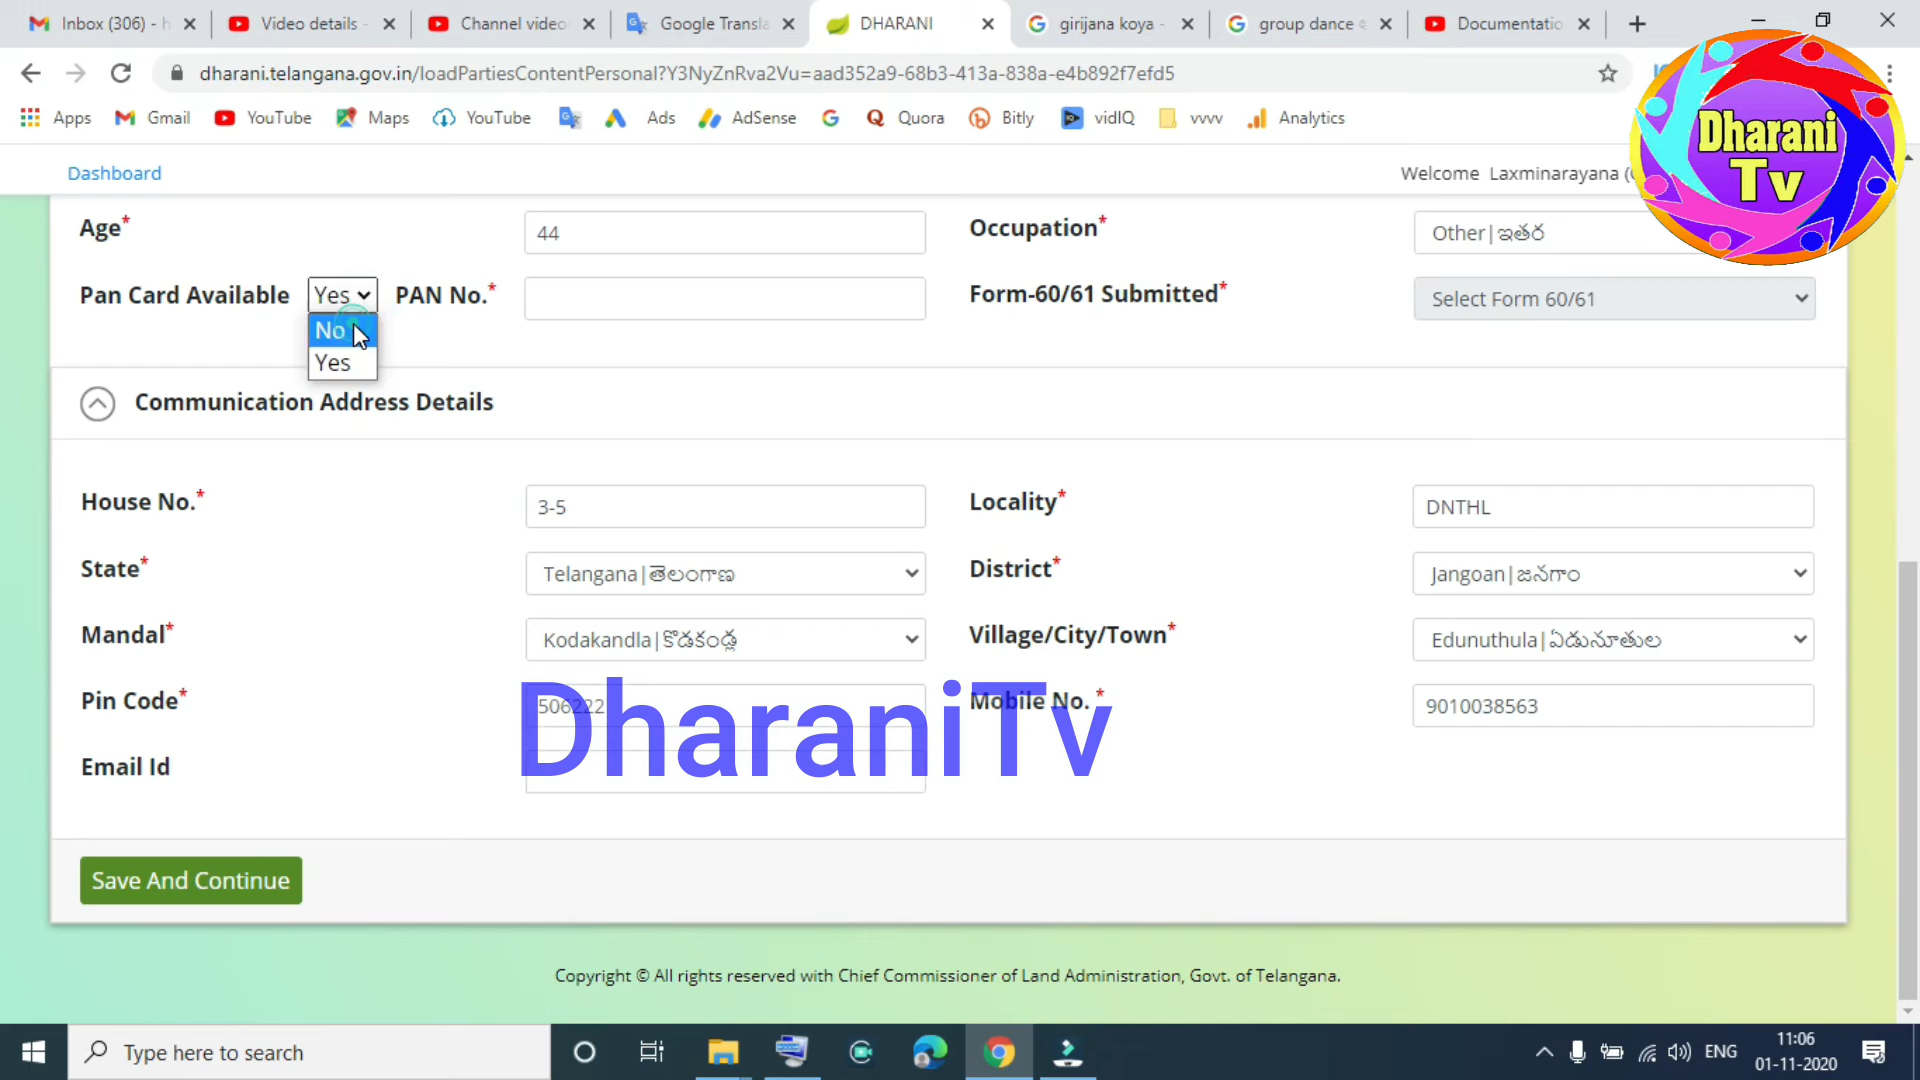 Inbox (306) - h
Video details -
Channel video
Google Transla
DHARANI
girijana koya -
group dance
Documentatio
dharani.telangana.gov.in/loadPartiesContentPersonal?Y3NyZnRva2Vu=aad352a9-68b3-413a-838a-e4b892f7efd5
Apps Gmail YouTube Maps YouTube Ads AdSense Quora Bitly vidIQ vvvv Analytics
Dharani
Tv
Dashboard
Welcome Laxminarayana
Age* 44 Occupation* Other|ఇతర
Pan Card Available Yes PAN No.* Form-60/61 Submitted* Select Form 60/61
No
Yes
Communication Address Details
House No.* 3-5 Locality* DNTHL
State* Telangana|తెలంగాణ District* Jangoan|జనగాం
Mandal* Kodakandla|కొడకండ్ల Village/City/Town* Edunuthula|ఏడునూతుల
Pin Code* 506222 Mobile No.* 9010038563
DharaniTv
Email Id
Save And Continue
Copyright © All rights reserved with Chief Commissioner of Land Administration, Govt. of Telangana.
Type here to search
ENG
11:06
01-11-2020